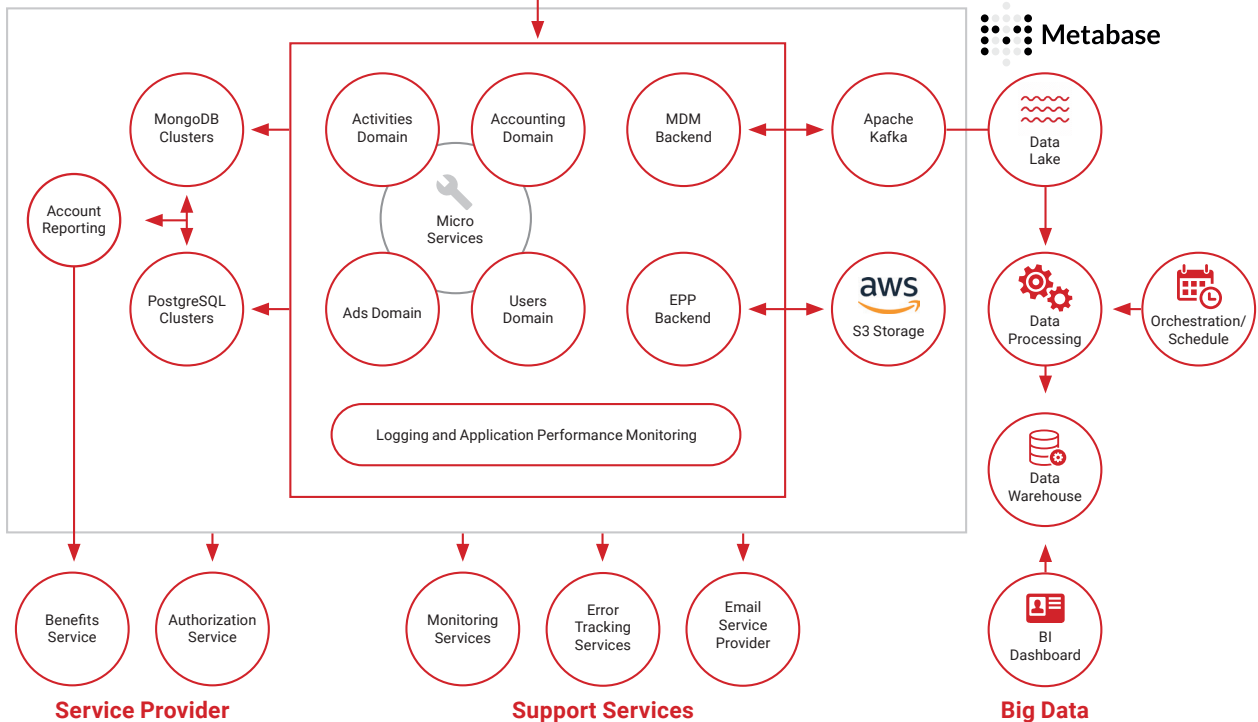 Metabase
MongoDB
Clusters
Activities
Domain
Accounting
Domain
MDM
Backend
Apache
Kafka
Data
Lake
Account
Reporting
Micro
Services
PostgreSQL
Clusters
Ads Domain
Users
Domain
EPP
Backend
aws
S3 Storage
Data
Processing
Orchestration/
Schedule
Logging and Application Performance Monitoring
Data
Warehouse
Benefits
Service
Authorization
Service
Monitoring
Services
Error
Tracking
Services
Email
Service
Provider
BI
Dashboard
Service Provider
Support Services
Big Data